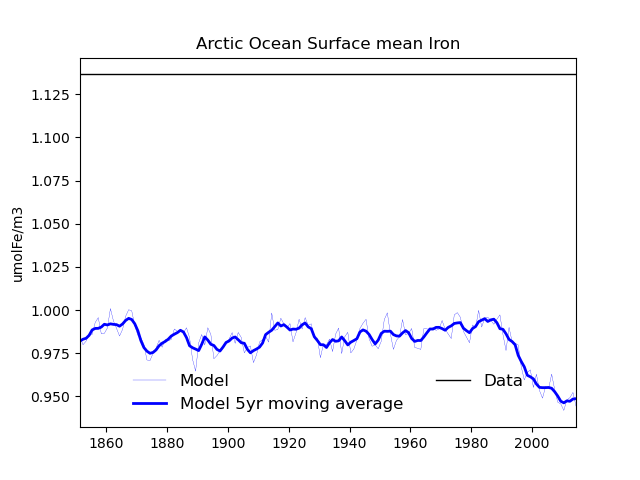 Arctic Ocean Surface mean Iron
umolFe/m3
1.125
1.100
1.075
1.050
1.025
1.000
0.975
0.950
Model
Model 5yr moving average
Data
1860 1880 1900 1920 1940 1960 1980 2000